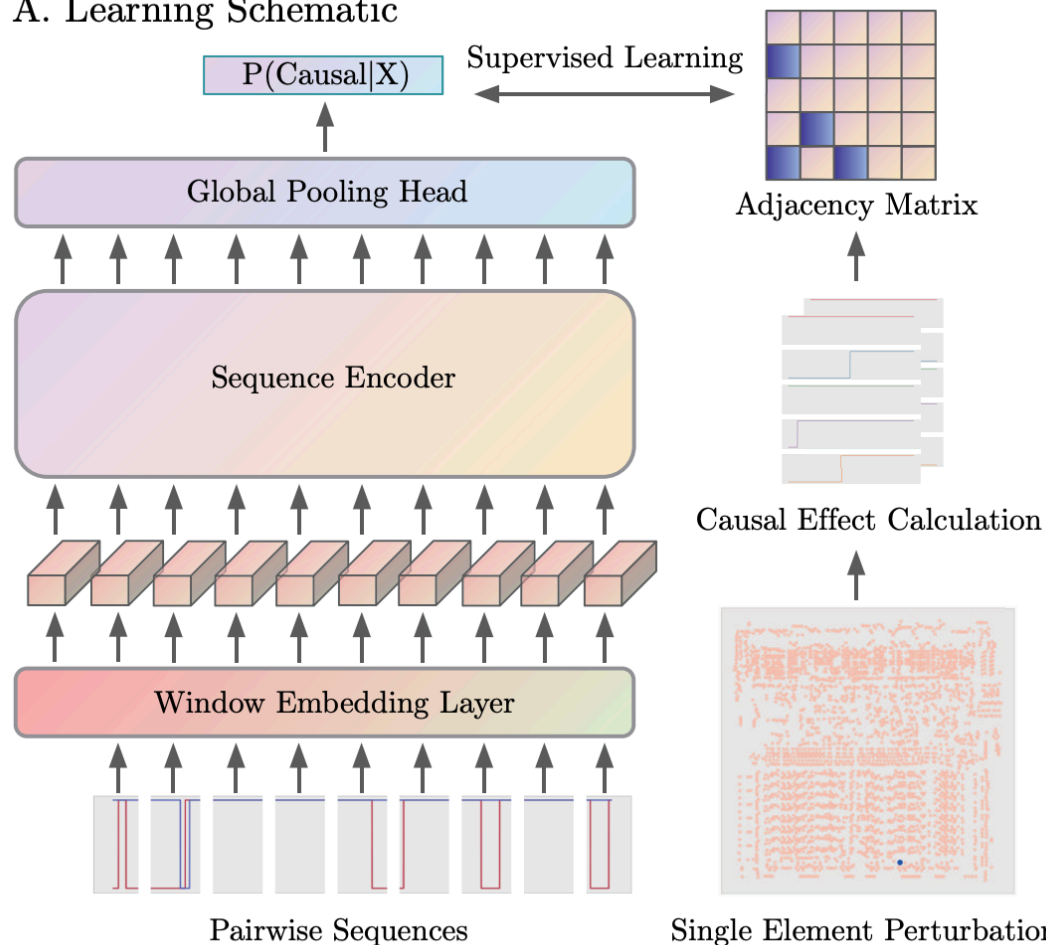 A. Learning Schematic
P(Causal|X)
Supervised Learning
Global Pooling Head
Adjacency Matrix
Sequence Encoder
Causal Effect Calculation
Window Embedding Layer
Pairwise Sequences
Single Element Perturbation